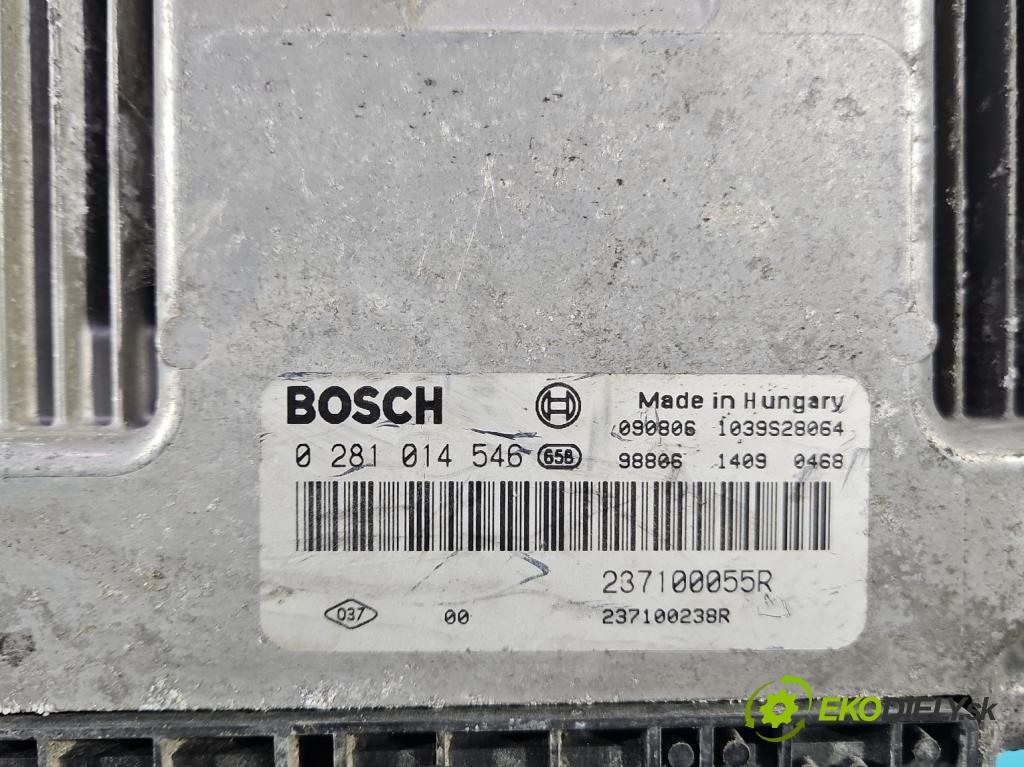 BOSCH
Made in Hungary
090806 1039S28064
0 281 014 546 658
98806 1409 0468
237100055R
037 00 237100238R
EKODIELY.sk